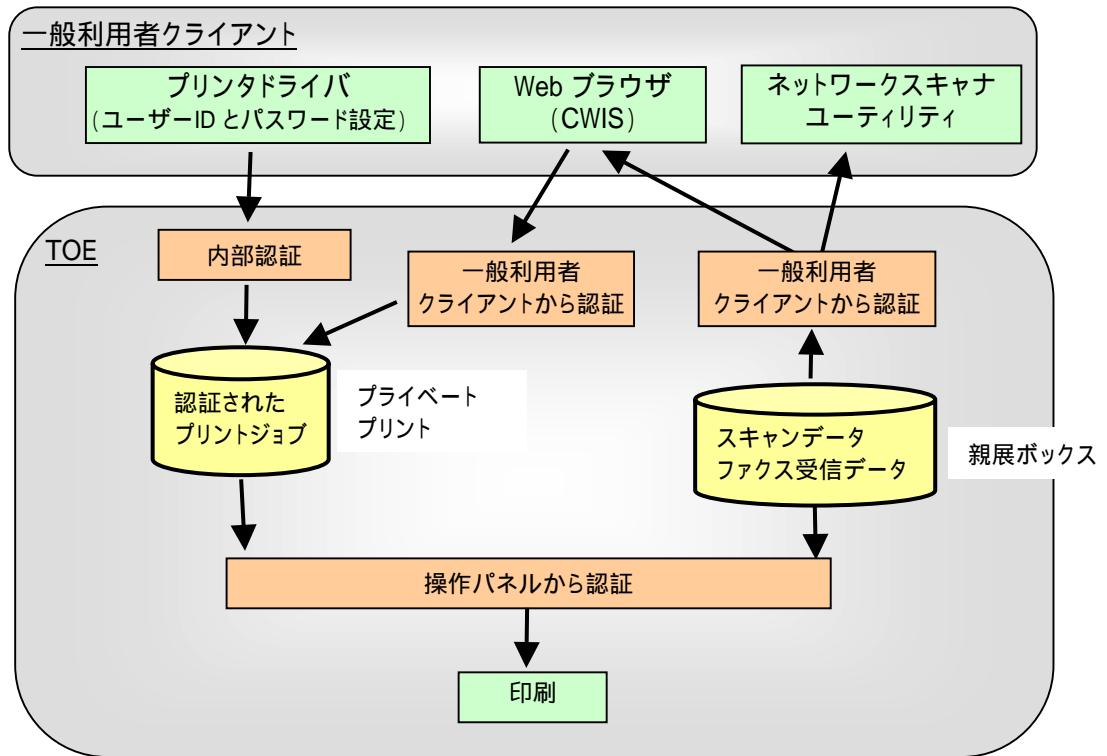 一般利用者クライアント
プリンタドライバ
(ユーザーID とパスワード設定)
Web ブラウザ
(CWIS)
ネットワークスキャナ
ユーティリティ
TOE
内部認証
一般利用者
クライアントから認証
一般利用者
クライアントから認証
認証された
プリントジョブ
プライベート
プリント
スキャンデータ
ファクス受信データ
親展ボックス
操作パネルから認証
印刷